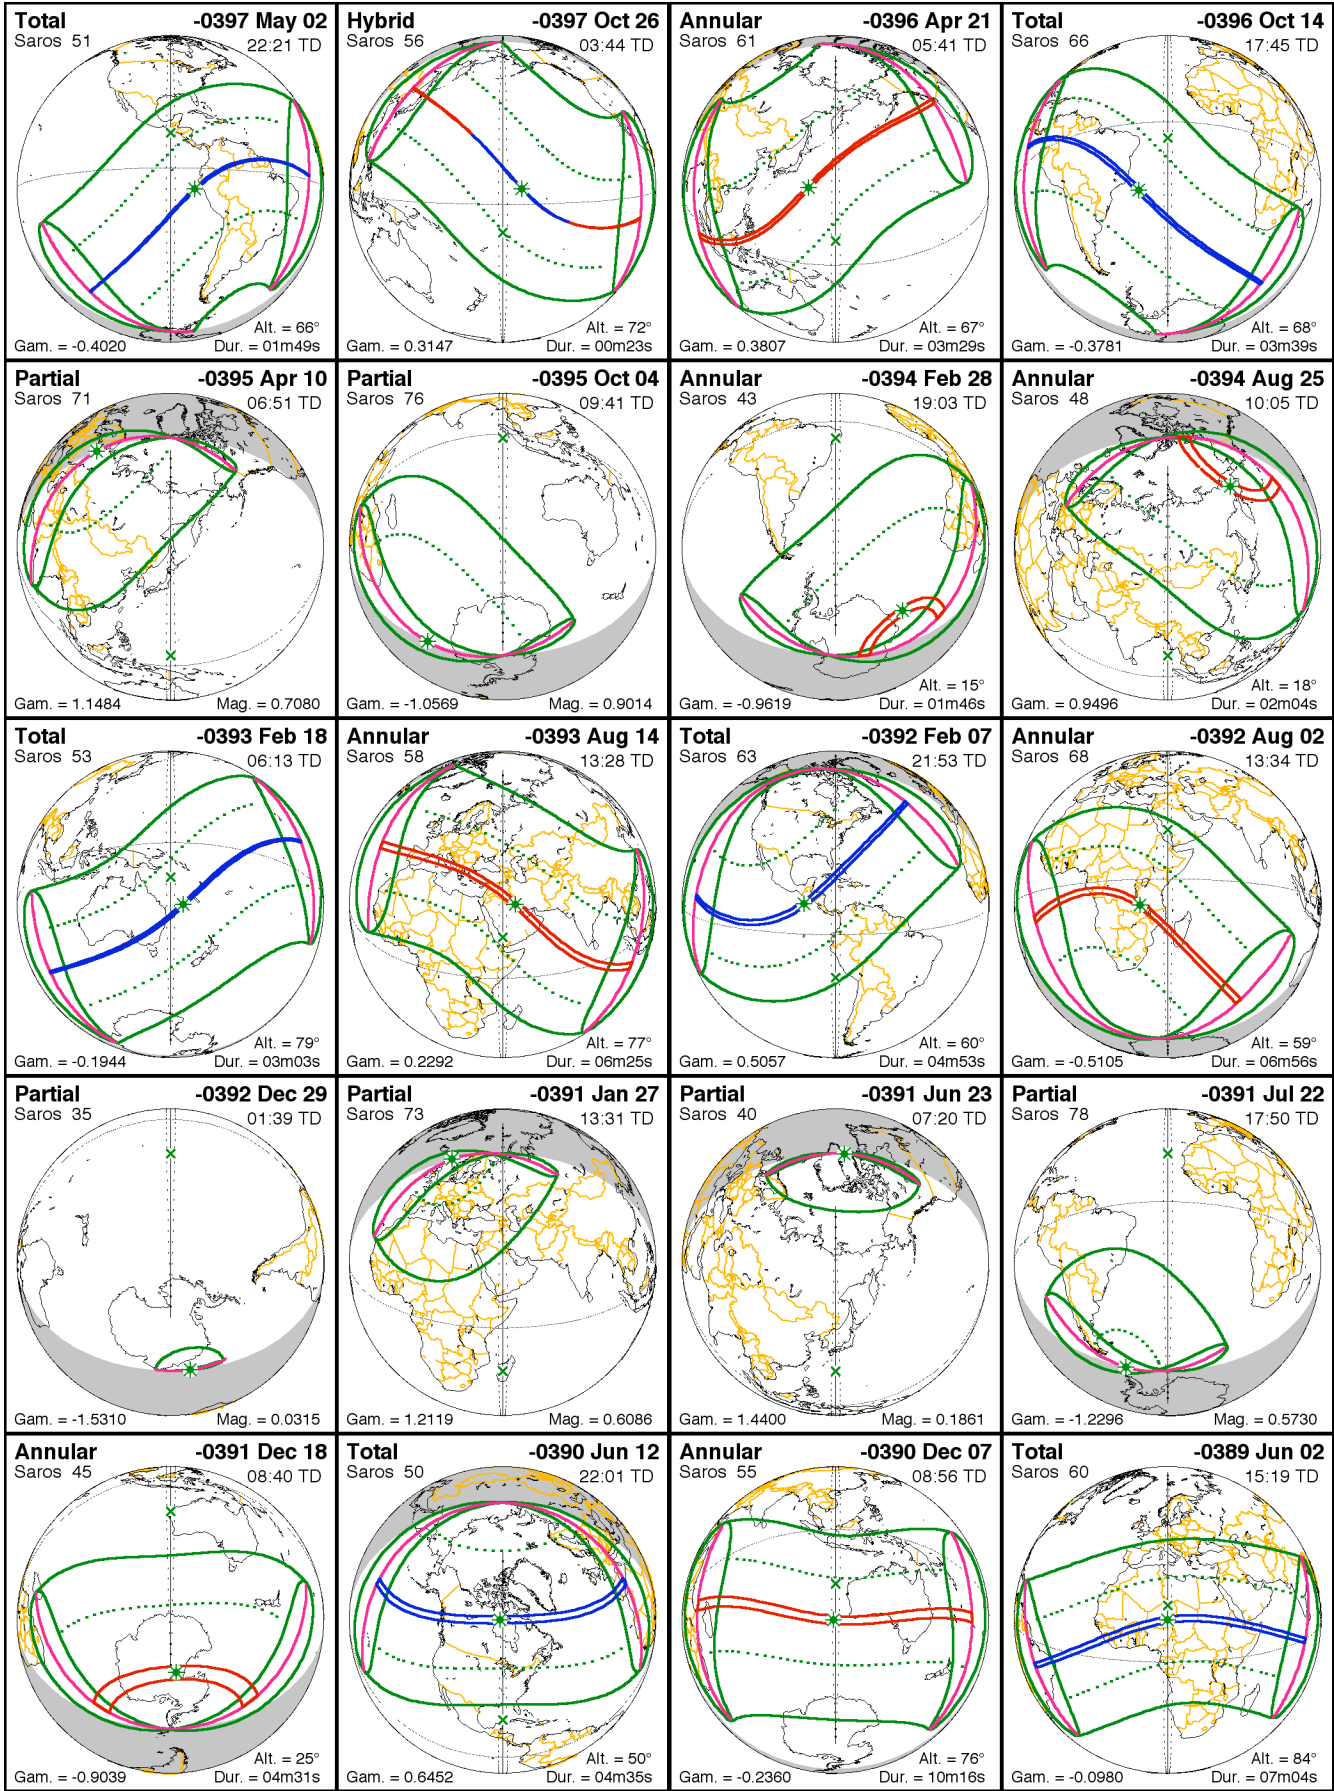 Total -0397 May 02
Saros 51 22:21 TD
Alt. = 66°
Gam. = -0.4020 Dur. = 01m49s
Hybrid -0397 Oct 26
Saros 56 03:44 TD
Alt. = 72°
Gam. = 0.3147 Dur. = 00m23s
Annular -0396 Apr 21
Saros 61 05:41 TD
Alt. = 67°
Gam. = 0.3807 Dur. = 03m29s
Total -0396 Oct 14
Saros 66 17:45 TD
Alt. = 68°
Gam. = -0.3781 Dur. = 03m39s
Partial -0395 Apr 10
Saros 71 06:51 TD
Gam. = 1.1484 Mag. = 0.7080
Partial -0395 Oct 04
Saros 76 09:41 TD
Gam. = -1.0569 Mag. = 0.9014
Annular -0394 Feb 28
Saros 43 19:03 TD
Alt. = 15°
Gam. = -0.9619 Dur. = 01m46s
Annular -0394 Aug 25
Saros 48 10:05 TD
Alt. = 18°
Gam. = 0.9496 Dur. = 02m04s
Total -0393 Feb 18
Saros 53 06:13 TD
Alt. = 79°
Gam. = -0.1944 Dur. = 03m03s
Annular -0393 Aug 14
Saros 58 13:28 TD
Alt. = 77°
Gam. = 0.2292 Dur. = 06m25s
Total -0392 Feb 07
Saros 63 21:53 TD
Alt. = 60°
Gam. = 0.5057 Dur. = 04m53s
Annular -0392 Aug 02
Saros 68 13:34 TD
Alt. = 59°
Gam. = -0.5105 Dur. = 06m56s
Partial -0392 Dec 29
Saros 35 01:39 TD
Gam. = -1.5310 Mag. = 0.0315
Partial -0391 Jan 27
Saros 73 13:31 TD
Gam. = 1.2119 Mag. = 0.6086
Partial -0391 Jun 23
Saros 40 07:20 TD
Gam. = 1.4400 Mag. = 0.1861
Partial -0391 Jul 22
Saros 78 17:50 TD
Gam. = -1.2296 Mag. = 0.5730
Annular -0391 Dec 18
Saros 45 08:40 TD
Alt. = 25°
Gam. = -0.9039 Dur. = 04m31s
Total -0390 Jun 12
Saros 50 22:01 TD
Alt. = 50°
Gam. = 0.6452 Dur. = 04m35s
Annular -0390 Dec 07
Saros 55 08:56 TD
Alt. = 76°
Gam. = -0.2360 Dur. = 10m16s
Total -0389 Jun 02
Saros 60 15:19 TD
Alt. = 84°
Gam. = -0.0980 Dur. = 07m04s